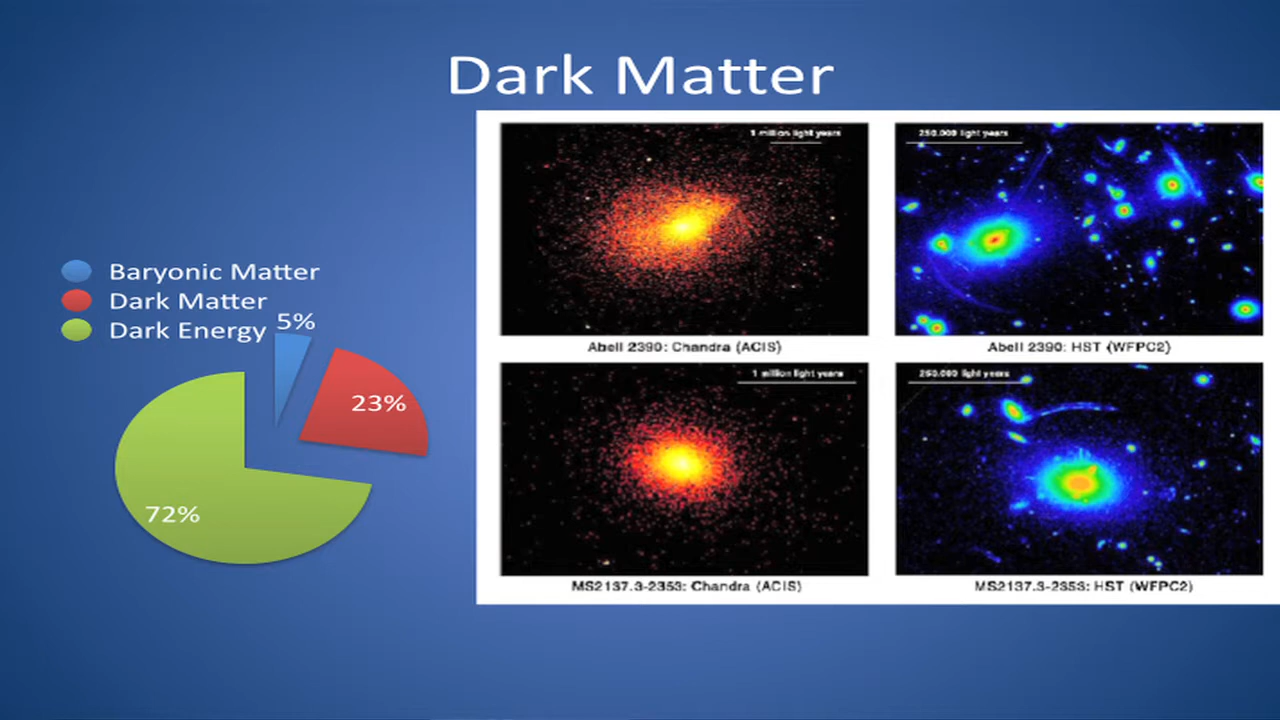 Dark Matter
Baryonic Matter
Dark Matter
Dark Energy
5%
23%
72%
1 million light years
250,000 light years
Abell 2390: Chandra (ACIS)
Abell 2390: HST (WFPC2)
1 million light years
250,000 light years
MS2137.3-2353: Chandra (ACIS)
MS2137.3-2353: HST (WFPC2)